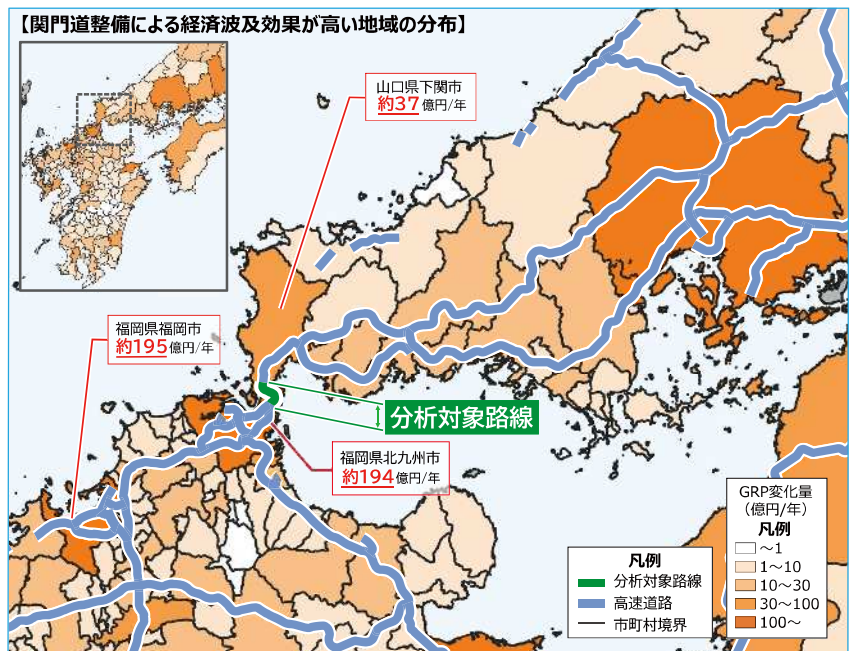 【関門道整備による経済波及効果が高い地域の分布】
山口県下関市
約37億円/年
福岡県福岡市
約195億円/年
分析対象路線
福岡県北九州市
約194億円/年
凡例
分析対象路線
高速道路
市町村境界
GRP変化量
（億円/年）
凡例
～1
1～10
10～30
30～100
100～